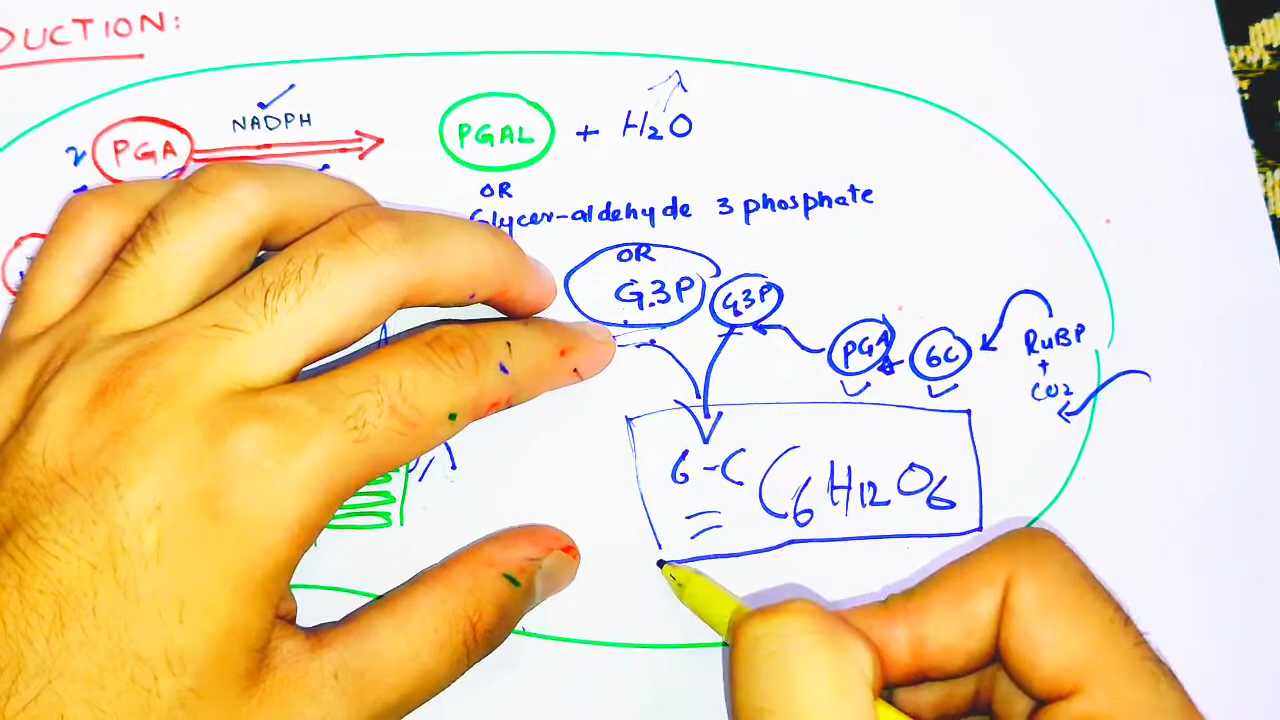 DUCTION:
NADPH
2 PGA
PGAL + H2O
OR
Glycer-aldehyde 3 phosphate
OR
G3P G3P
PGA 6C RuBP
+
CO2
6-C C6H12O6